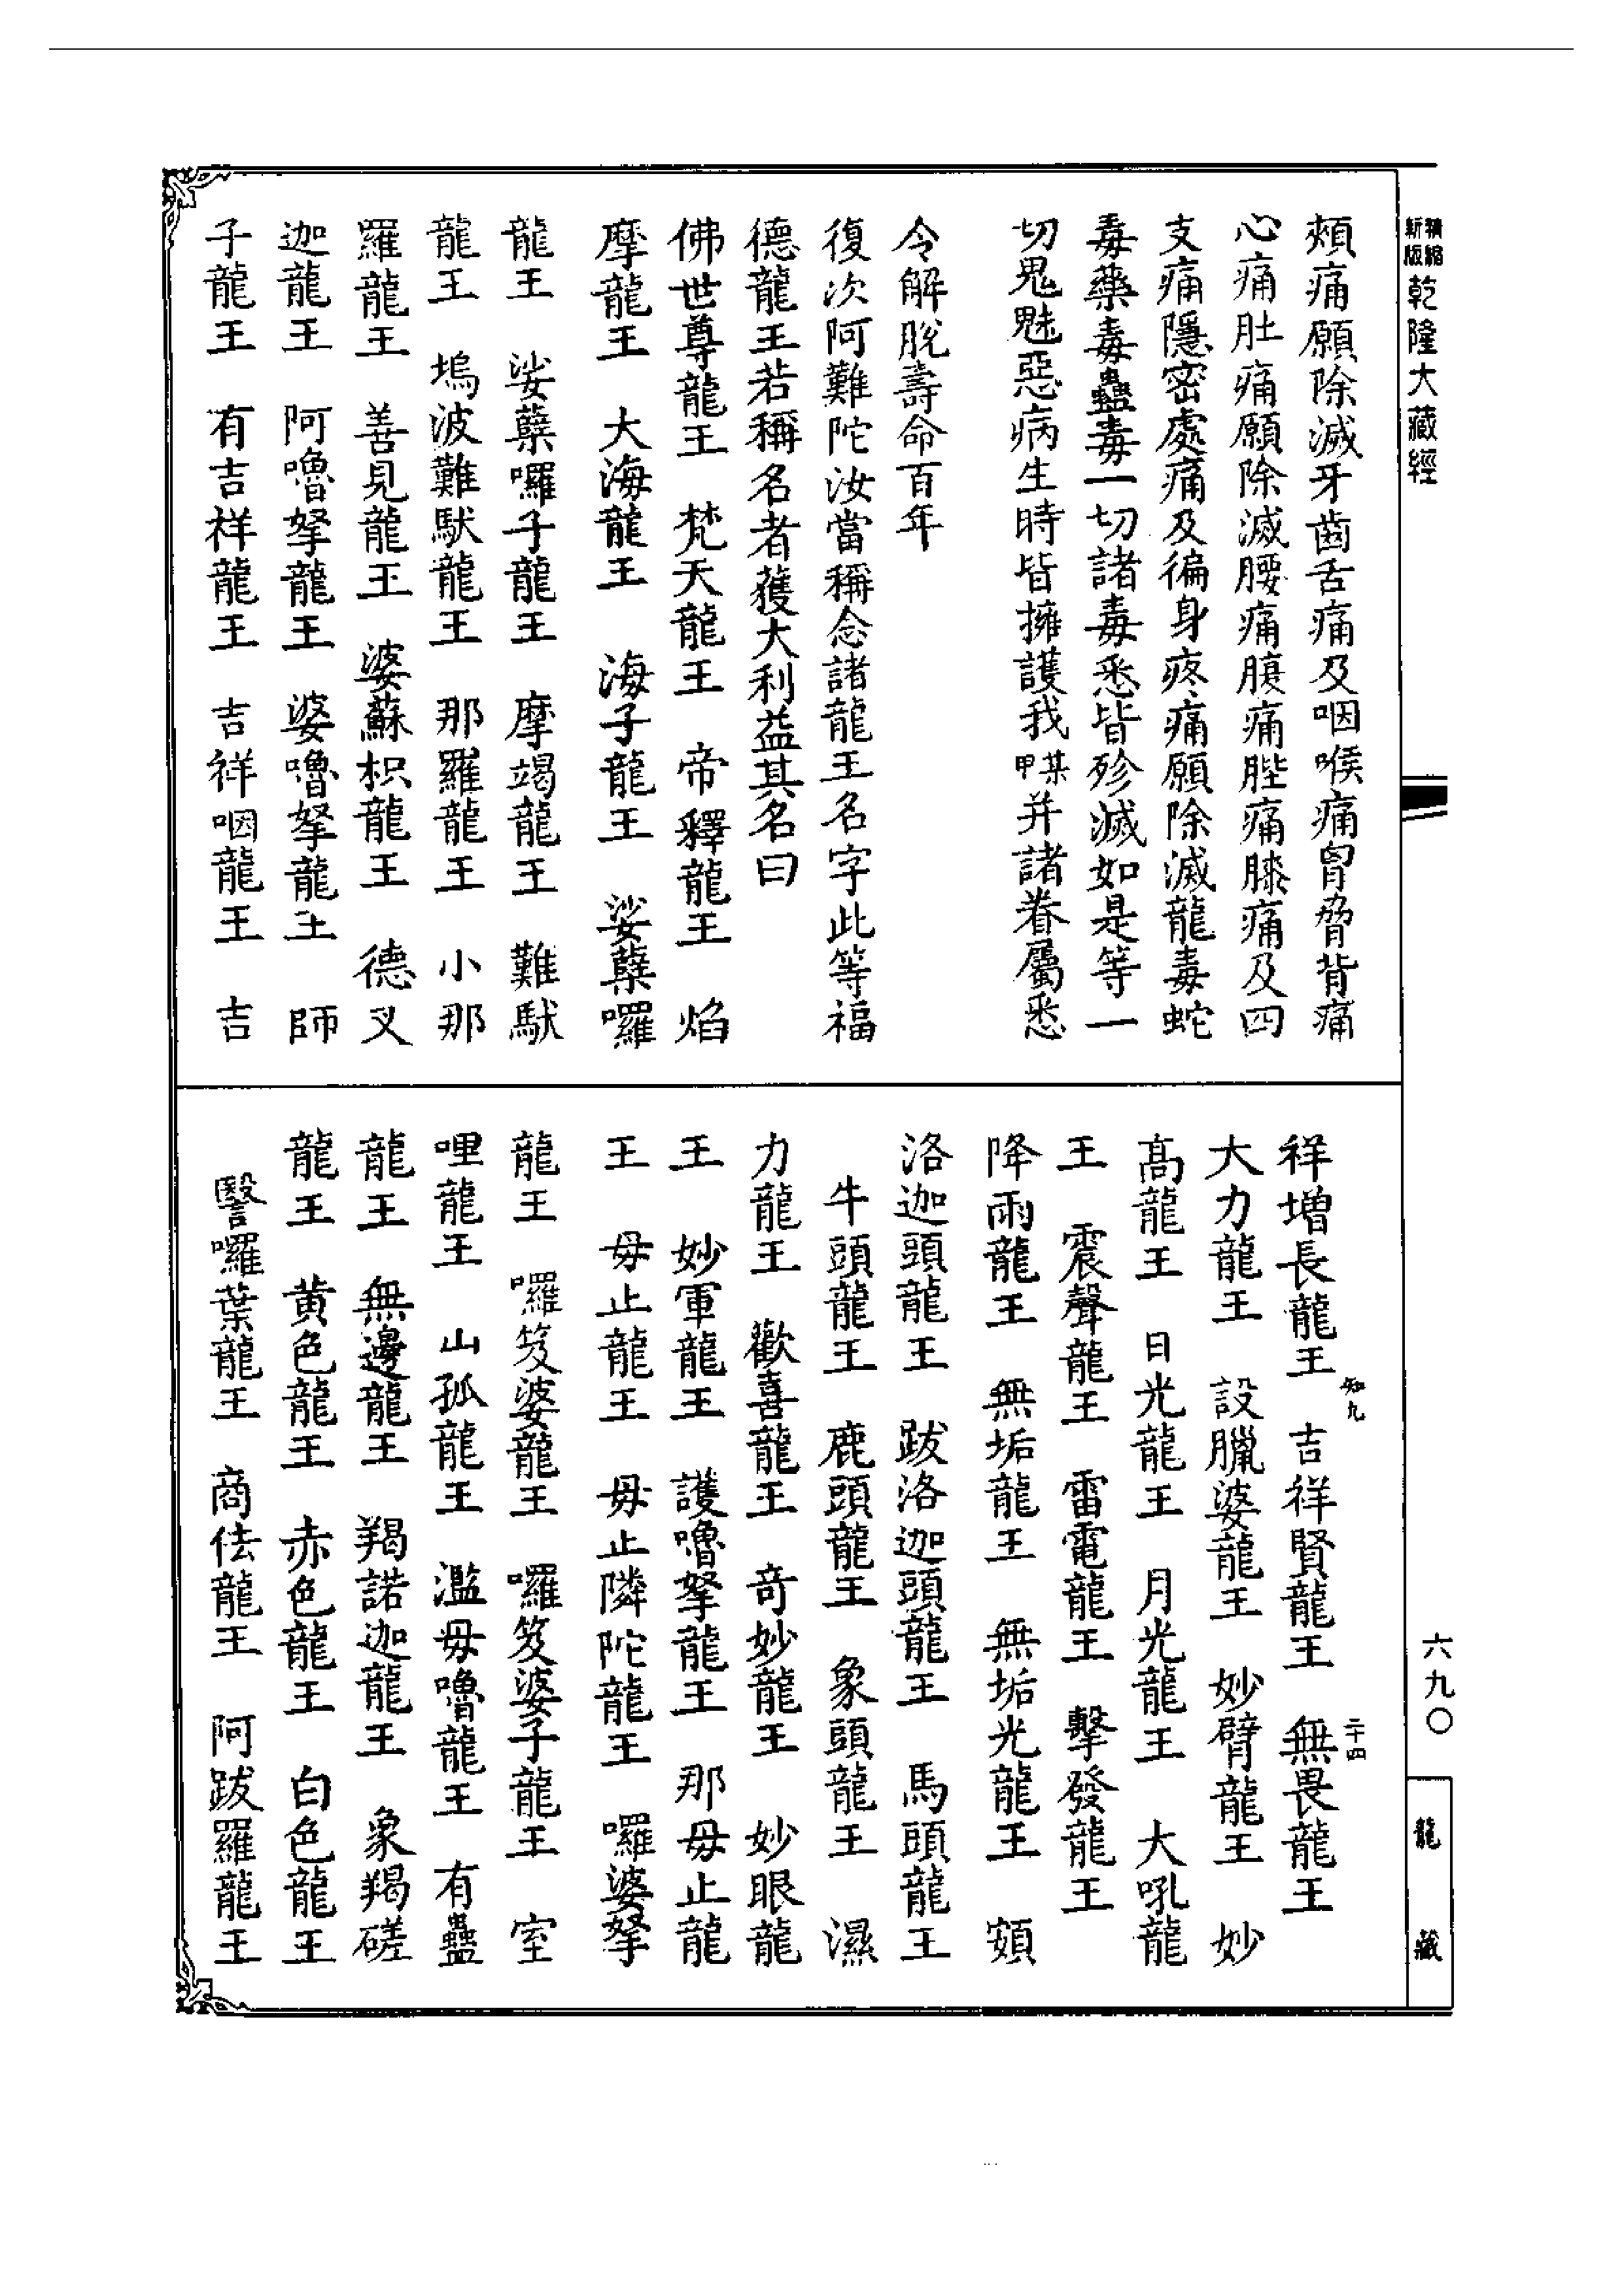 精縮
新版
乾隆大藏經
頰痛願除滅牙齒舌痛及咽喉痛胷脅背痛
心痛肚痛願除滅腰痛腹痛䏶痛膝痛及四
支痛隱密處痛及徧身疼痛願除滅龍毒蛇
毒藥毒蠱毒一切諸毒悉皆殄滅如是等一
切鬼魅惡病生時皆擁護我某甲并諸眷屬悉
令解脫壽命百年
復次阿難陀汝當稱念諸龍王名字此等福
德龍王若稱名者獲大利益其名曰
佛世尊龍王 梵天龍王 帝釋龍王 焰
摩龍王 大海龍王 海子龍王 娑蘖囉
龍王 娑蘖囉子龍王 摩竭龍王 難馱
龍王 塢波難馱龍王 那羅龍王 小那
羅龍王 善見龍王 婆蘇枳龍王 德叉
迦龍王 阿嚕拏龍王 婆嚕拏龍王 師
子龍王 有吉祥龍王 吉祥咽龍王 吉
祥增長龍王 吉祥賢龍王 無畏龍王
大力龍王 設臘婆龍王 妙臂龍王 妙
高龍王 日光龍王 月光龍王 大吼龍
王 震聲龍王 雷電龍王 擊發龍王
降雨龍王 無垢龍王 無垢光龍王 頞
洛迦頭龍王 跋洛迦頭龍王 馬頭龍王
牛頭龍王 鹿頭龍王 象頭龍王 濕
力龍王 歡喜龍王 奇妙龍王 妙眼龍
王 妙軍龍王 護嚕拏龍王 那母止龍
王 母止龍王 母止隣陀龍王 囉婆拏
龍王 囉笈婆龍王 囉笈婆子龍王 室
哩龍王 山孤龍王 濫母嚕龍王 有蠱
龍王 無邊龍王 羯諾迦龍王 象羯磋
龍王 黄色龍王 赤色龍王 白色龍王
醫囉葉龍王 商佉龍王 阿跋羅龍王
知九
二十四
六九〇
龍藏